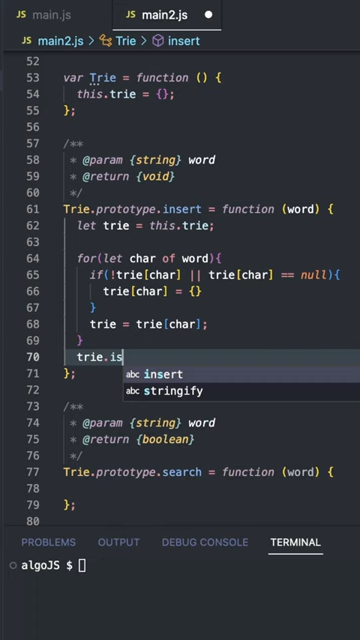 JS main.js
JS main2.js
JS main2.js > Trie > insert
52
53 var Trie = function () {
54 this.trie = {};
55 };
56
57 /**
58 * @param {string} word
59 * @return {void}
60 */
61 Trie.prototype.insert = function (word) {
62 let trie = this.trie;
63
64 for(let char of word){
65 if(!trie[char] || trie[char] == null){
66 trie[char] = {}
67 }
68 trie = trie[char];
69 }
70 trie.is
abc insert
71 };
abc stringify
72
73 /**
74 * @param {string} word
75 * @return {boolean}
76 */
77 Trie.prototype.search = function (word) {
78
79 };
80
PROBLEMS OUTPUT DEBUG CONSOLE TERMINAL
algoJS $